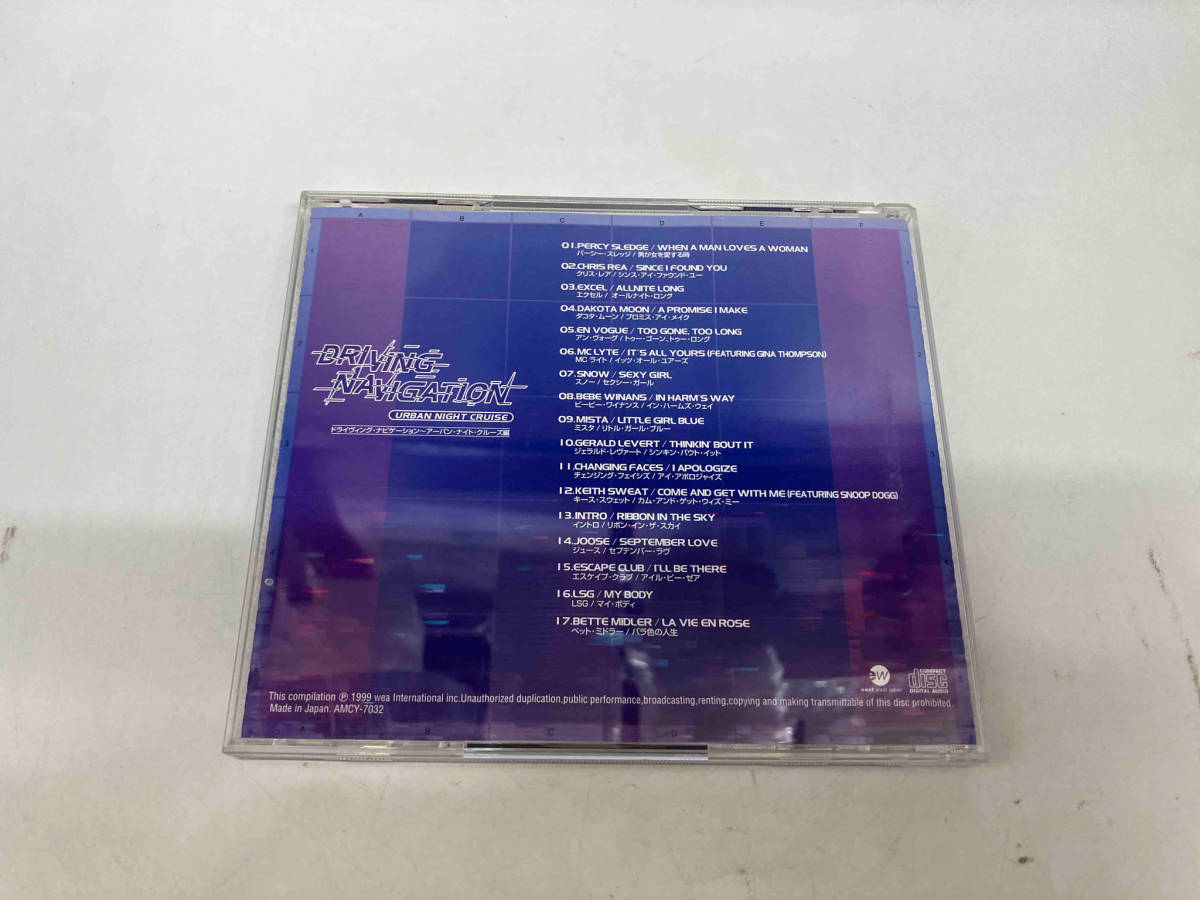 A B C D E F
1
2
3
4
DRIVING
NAVIGATION
URBAN NIGHT CRUISE
ドライヴィング・ナビゲーション～アーバン・ナイト・クルーズ編
01.PERCY SLEDGE / WHEN A MAN LOVES A WOMAN
パーシー・スレッジ / 男が女を愛する時
02.CHRIS REA / SINCE I FOUND YOU
クリス・レア / シンス・アイ・ファウンド・ユー
03.EXCEL / ALLNITE LONG
エクセル / オールナイト・ロング
04.DAKOTA MOON / A PROMISE I MAKE
ダコタ・ムーン / プロミス・アイ・メイク
05.EN VOGUE / TOO GONE, TOO LONG
アン・ヴォーグ / トゥー・ゴーン、トゥー・ロング
06.MC LYTE / IT'S ALL YOURS (FEATURING GINA THOMPSON)
MC ライト / イッツ・オール・ユアーズ
07.SNOW / SEXY GIRL
スノー / セクシー・ガール
08.BEBE WINANS / IN HARM'S WAY
ビービー・ワイナンス / イン・ハームズ・ウェイ
09.MISTA / LITTLE GIRL BLUE
ミスタ / リトル・ガール・ブルー
10.GERALD LEVERT / THINKIN' BOUT IT
ジェラルド・レヴァート / シンキン・バウト・イット
11.CHANGING FACES / I APOLOGIZE
チェンジング・フェイシズ / アイ・アポロジャイズ
12.KEITH SWEAT / COME AND GET WITH ME (FEATURING SNOOP DOGG)
キース・スウェット / カム・アンド・ゲット・ウィズ・ミー
13.INTRO / RIBBON IN THE SKY
イントロ / リボン・イン・ザ・スカイ
14.JOOSE / SEPTEMBER LOVE
ジュース / セプテンバー・ラヴ
15.ESCAPE CLUB / I'LL BE THERE
エスケイプ・クラブ / アイル・ビー・ゼア
16.LSG / MY BODY
LSG / マイ・ボディ
17.BETTE MIDLER / LA VIE EN ROSE
ベット・ミドラー / バラ色の人生
ew
east west japan
COMPACT
disc
DIGITAL AUDIO
This compilation ℗ 1999 wea International inc.Unauthorized duplication,public performance,broadcasting,renting,copying and making transmittable of this disc prohibited.
Made in Japan. AMCY-7032
A B C D